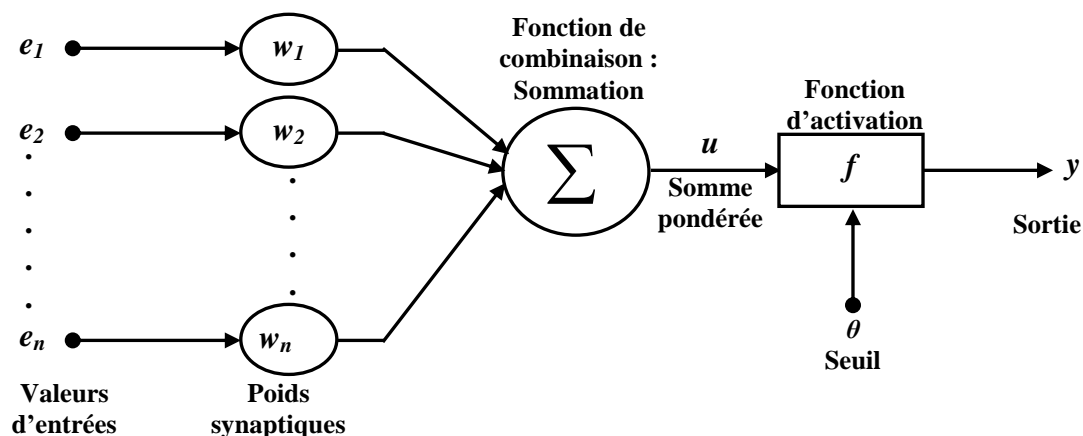 Fonction de
combinaison :
Sommation
e1
w1
e2
w2
Σ
u
Somme
pondérée
Fonction
d’activation
f
y
Sortie
θ
Seuil
en
wn
Valeurs
d’entrées
Poids
synaptiques